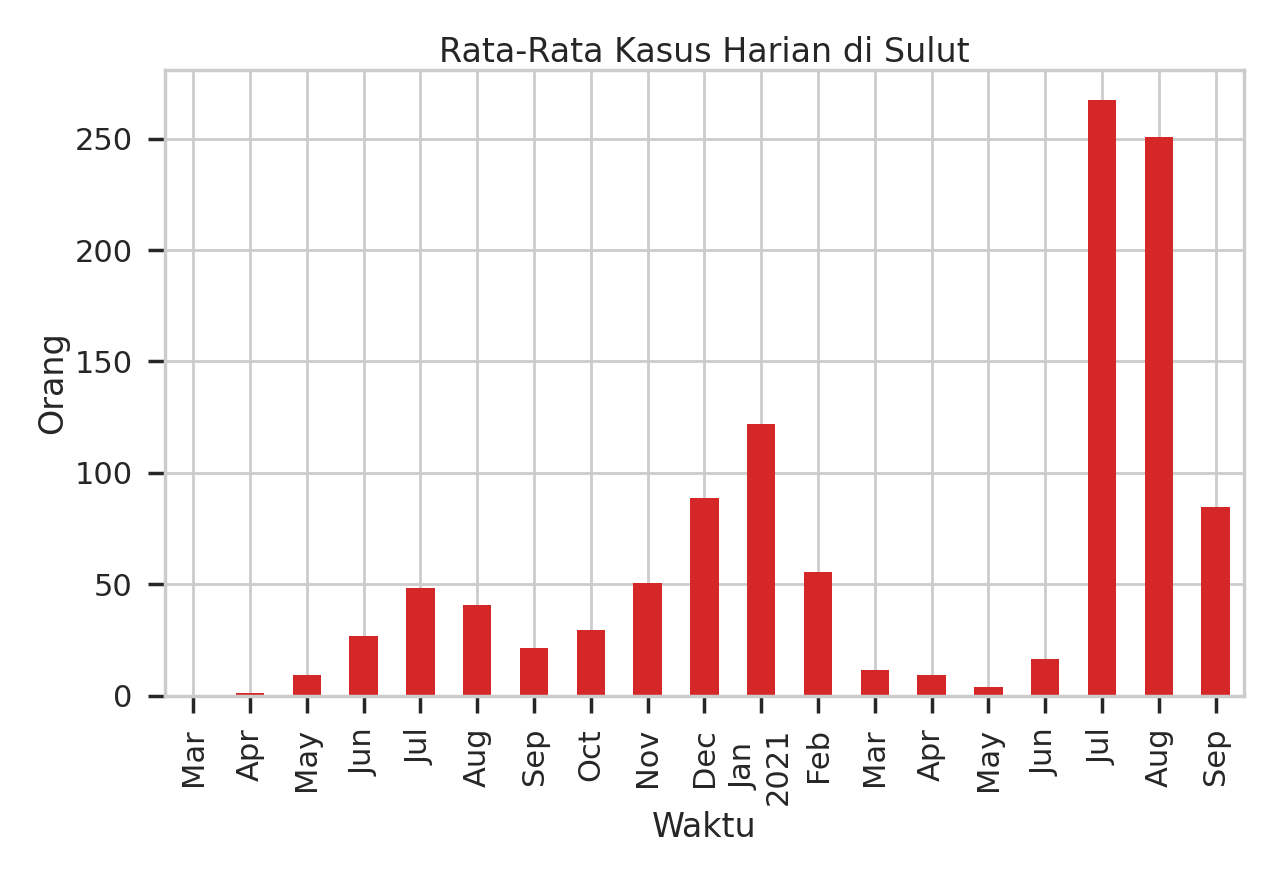 Rata-Rata Kasus Harian di Sulut
Orang
250
200
150
100
50
0
Mar
Apr
May
Jun
Jul
Aug
Sep
Oct
Nov
Dec
Jan
2021
Feb
Mar
Apr
May
Jun
Jul
Aug
Sep
Waktu